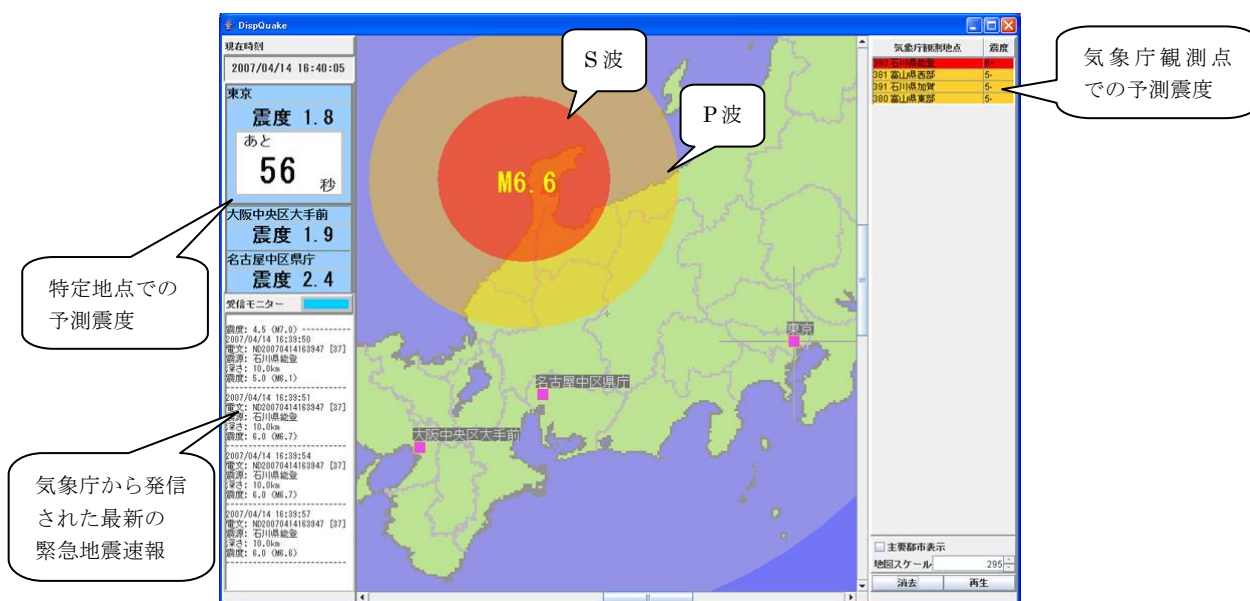 DispQuake
現在時刻
2007/04/14 16:40:05
東京
震度 1.8
あと
56
秒
大阪中央区大手前
震度 1.9
名古屋中区県庁
震度 2.4
受信モニター
震度: 4.5 (M7.0) -----------
2007/04/14 16:39:50
電文: ND20070414163947 [37]
震源: 石川県能登
深さ: 10.0km
震度: 5.0 (M6.1)
2007/04/14 16:39:51
電文: ND20070414163947 [37]
震源: 石川県能登
深さ: 10.0km
震度: 6.0 (M6.7)
2007/04/14 16:39:54
電文: ND20070414163947 [37]
震源: 石川県能登
深さ: 10.0km
震度: 6.0 (M6.7)
2007/04/14 16:39:57
電文: ND20070414163947 [37]
震源: 石川県能登
深さ: 10.0km
震度: 6.0 (M6.6)
特定地点での
予測震度
気象庁から発信
された最新の
緊急地震速報
S波
P波
M6.6
東京
名古屋中区県庁
大阪中央区大手前
気象庁観測地点 震度
390 石川県能登 6-
381 富山県西部 5-
391 石川県加賀 5-
380 富山県東部 5-
気象庁観測点
での予測震度
主要都市表示
地図スケール 295
消去 再生